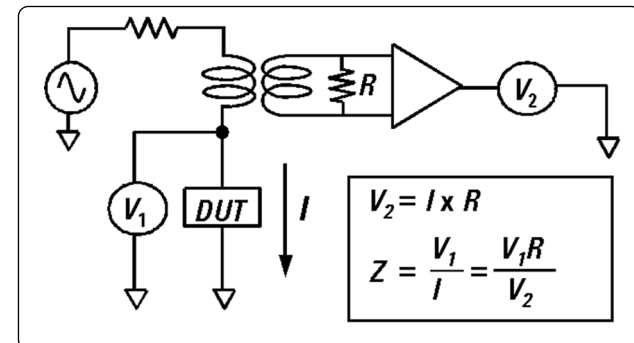 R
V₂
V₁
DUT
I
V₂ = I x R
Z = V₁/I = V₁R/V₂